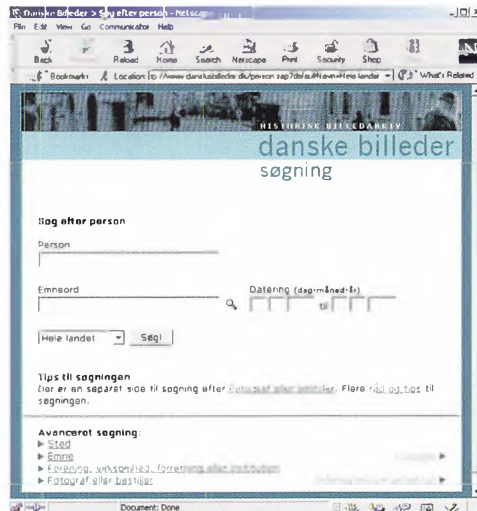 Danske Billeder > Søg efter person - Netscape
File Edit View Go Communicator Help
Back Reload Home Search Netscape Print Security Shop
Bookmarks Location: What's Related
HISTORISK BILLEDARKIV
danske billeder
søgning
Søg efter person
Person
Emneord Datering (dag-måned-år)
til
Hele landet Søg!
Tips til søgningen
Der er en separat side til søgning efter fotograf eller bestiller. Flere råd og tips til
søgningen.
Avanceret søgning:
Sted
Emne
Forening, virksomhed, forretning eller institution
Fotograf eller bestiller
Document: Done